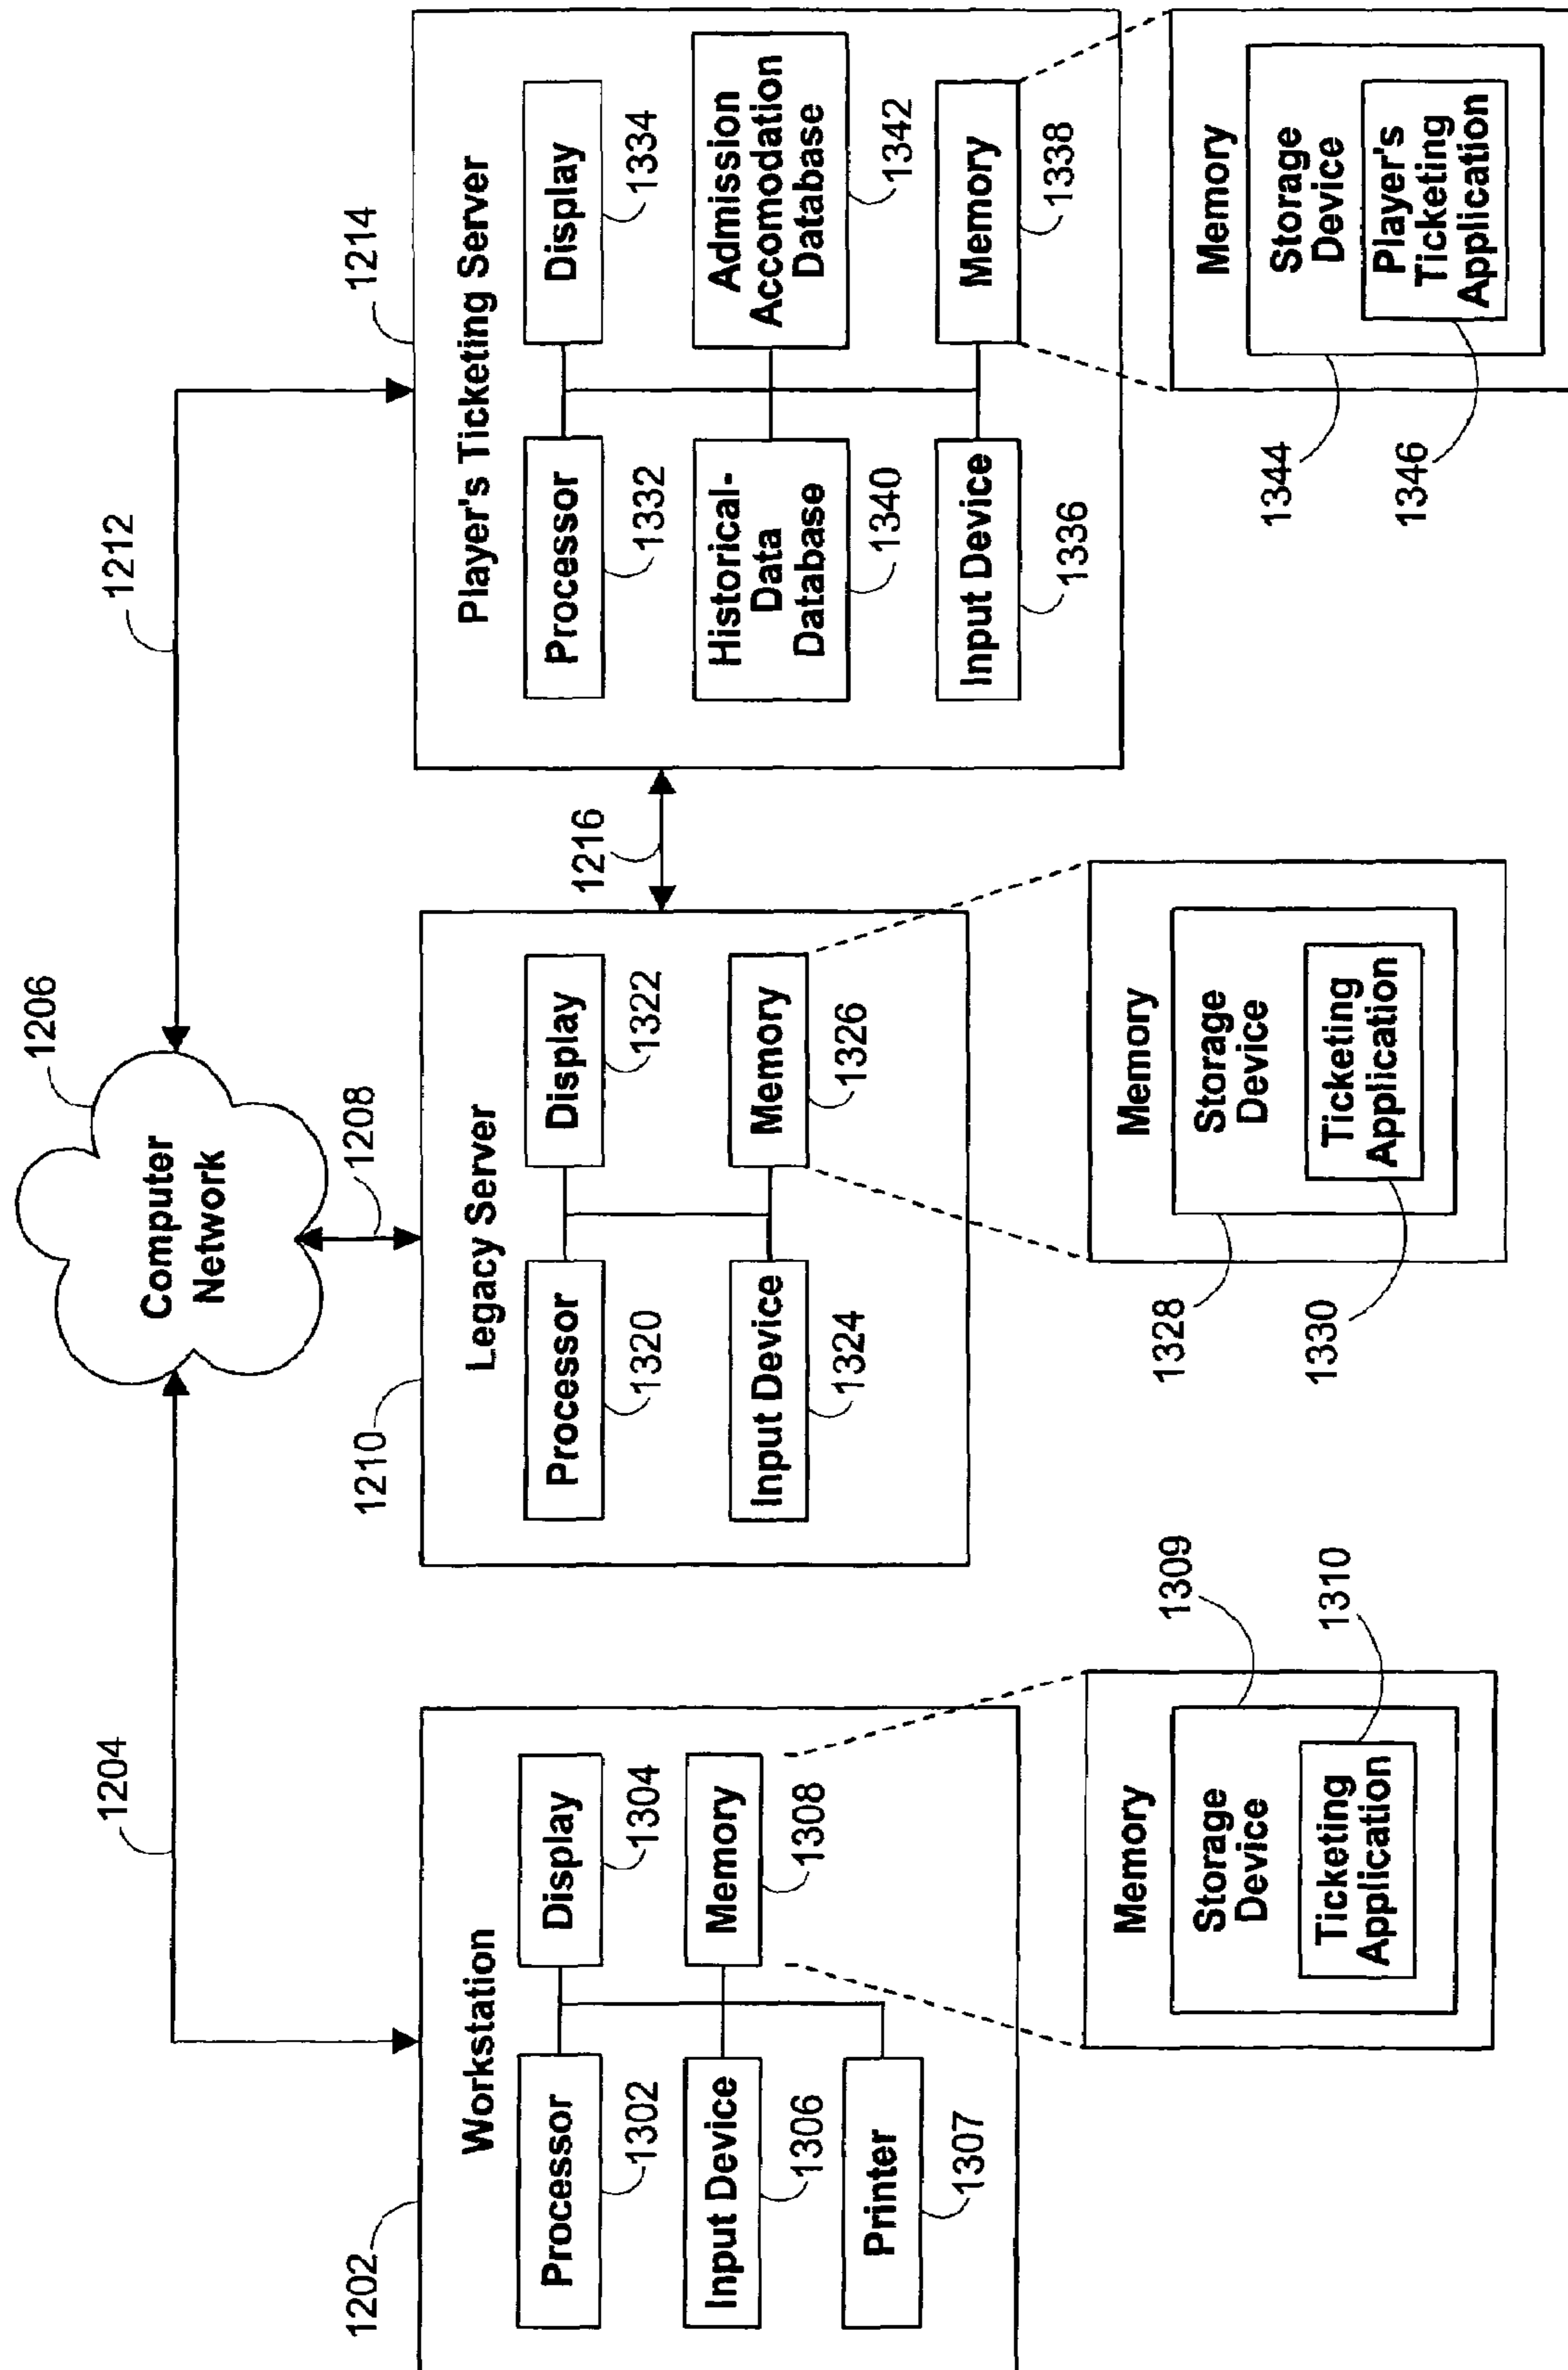 1206
Computer
Network
1204
1208
1212
1202
Workstation
Processor
1302
Display
1304
Input Device
1306
Memory
1308
Printer
1307
Memory
Storage
Device
Ticketing
Application
1309
1310
1210
Legacy Server
Processor
1320
Display
1322
Input Device
1324
Memory
1326
Memory
Storage
Device
Ticketing
Application
1328
1330
1216
1214
Player's Ticketing Server
Processor
1332
Display
1334
Historical-
Data
Database
1340
Admission
Accomodation
Database
1342
Input Device
1336
Memory
1338
Memory
Storage
Device
Player's
Ticketing
Application
1344
1346